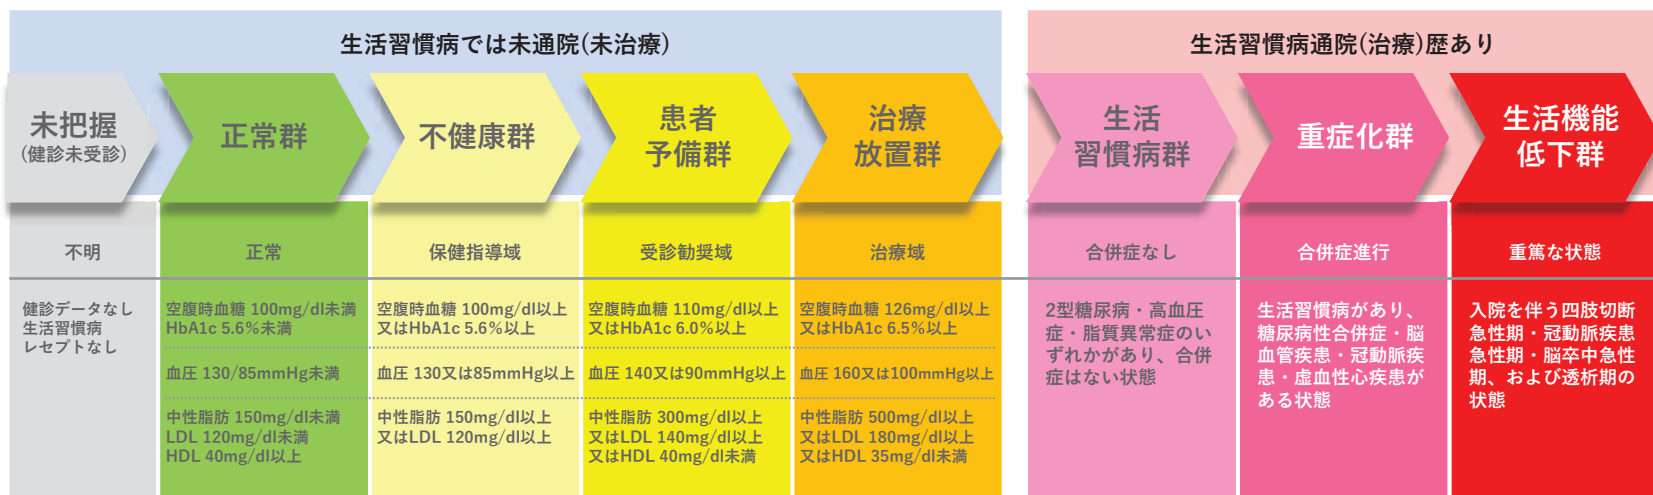 生活習慣病では未通院(未治療)
生活習慣病通院(治療)歴あり
未把握
(健診未受診)
正常群
不健康群
患者
予備群
治療
放置群
生活
習慣病群
重症化群
生活機能
低下群
不明
正常
保健指導域
受診勧奨域
治療域
合併症なし
合併症進行
重篤な状態
健診データなし
生活習慣病
レセプトなし
空腹時血糖 100mg/dl未満
HbA1c 5.6%未満
血圧 130/85mmHg未満
中性脂肪 150mg/dl未満
LDL 120mg/dl未満
HDL 40mg/dl以上
空腹時血糖 100mg/dl以上
又はHbA1c 5.6%以上
血圧 130又は85mmHg以上
中性脂肪 150mg/dl以上
又はLDL 120mg/dl以上
空腹時血糖 110mg/dl以上
又はHbA1c 6.0%以上
血圧 140又は90mmHg以上
中性脂肪 300mg/dl以上
又はLDL 140mg/dl以上
又はHDL 40mg/dl未満
空腹時血糖 126mg/dl以上
又はHbA1c 6.5%以上
血圧 160又は100mmHg以上
中性脂肪 500mg/dl以上
又はLDL 180mg/dl以上
又はHDL 35mg/dl未満
2型糖尿病・高血圧
症・脂質異常症のい
ずれかがあり、合併
症はない状態
生活習慣病があり、
糖尿病性合併症・脳
血管疾患・冠動脈疾
患・虚血性心疾患が
ある状態
入院を伴う四肢切断
急性期・冠動脈疾患
急性期・脳卒中急性
期、および透析期の
状態